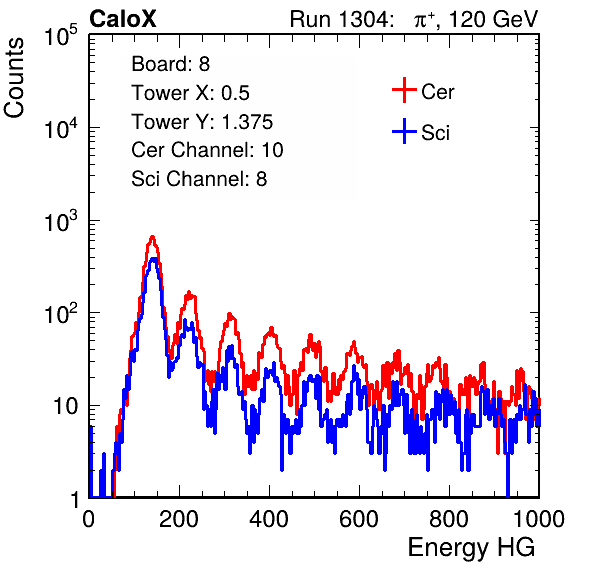 CaloX Run 1304: π⁺, 120 GeV
Counts
Board: 8
Tower X: 0.5
Tower Y: 1.375
Cer Channel: 10
Sci Channel: 8
Cer
Sci
10⁵
10⁴
10³
10²
10
1
0 200 400 600 800 1000
Energy HG